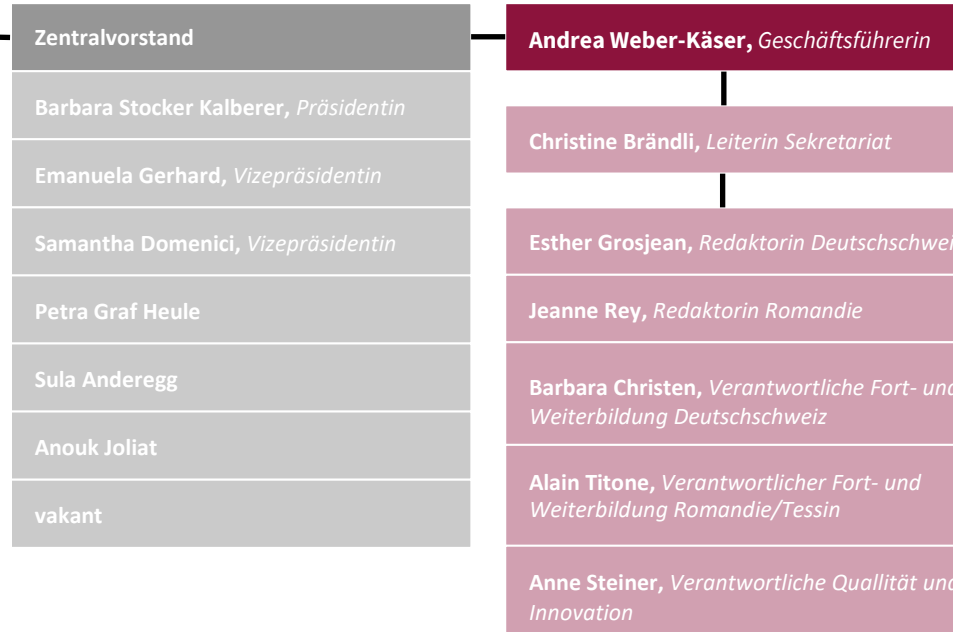 Zentralvorstand
Barbara Stocker Kalberer, Präsidentin
Emanuela Gerhard, Vizepräsidentin
Samantha Domenici, Vizepräsidentin
Petra Graf Heule
Sula Anderegg
Anouk Joliat
vakant
Andrea Weber-Käser, Geschäftsführerin
Christine Brändli, Leiterin Sekretariat
Esther Grosjean, Redaktorin
Jeanne Rey, Redaktorin Romandie
Barbara Christen, Verantwortliche Fort- und
Weiterbildung Deutschschweiz
Alain Titone, Verantwortlicher Fort- und
Weiterbildung Romandie/Tessin
Anne Steiner, Verantwortliche Quallität und
Innovation